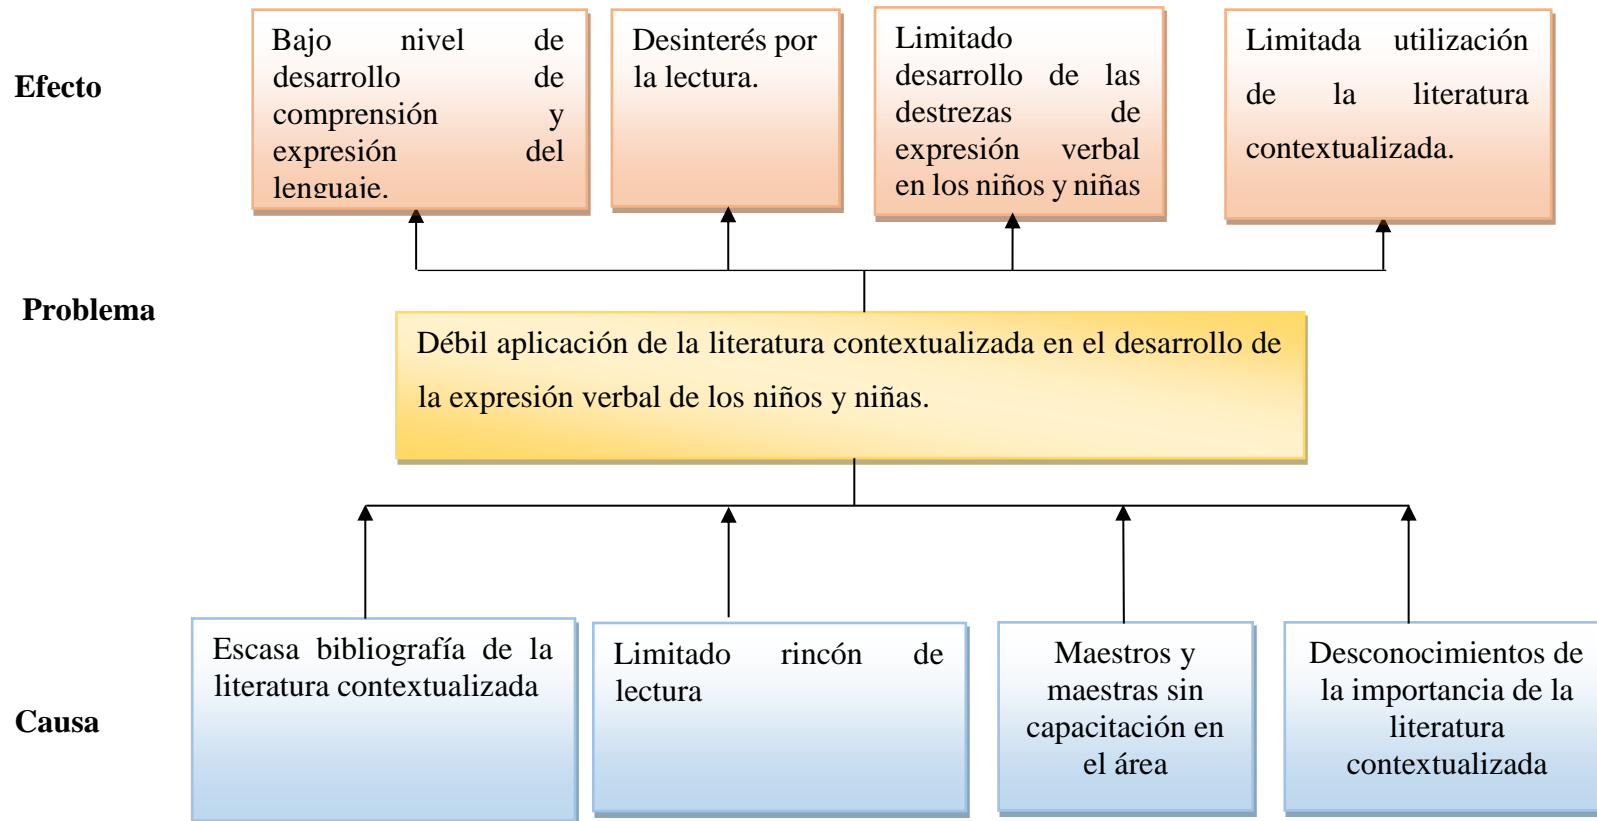 Efecto
Bajo nivel de
desarrollo de
comprensión y
expresión del
lenguaje.
Desinterés por
la lectura.
Limitado
desarrollo de las
destrezas de
expresión verbal
en los niños y niñas
Limitada utilización
de la literatura
contextualizada.
Problema
Débil aplicación de la literatura contextualizada en el desarrollo de
la expresión verbal de los niños y niñas.
Causa
Escasa bibliografía de la
literatura contextualizada
Limitado rincón de
lectura
Maestros y
maestras sin
capacitación en
el área
Desconocimientos de
la importancia de la
literatura
contextualizada